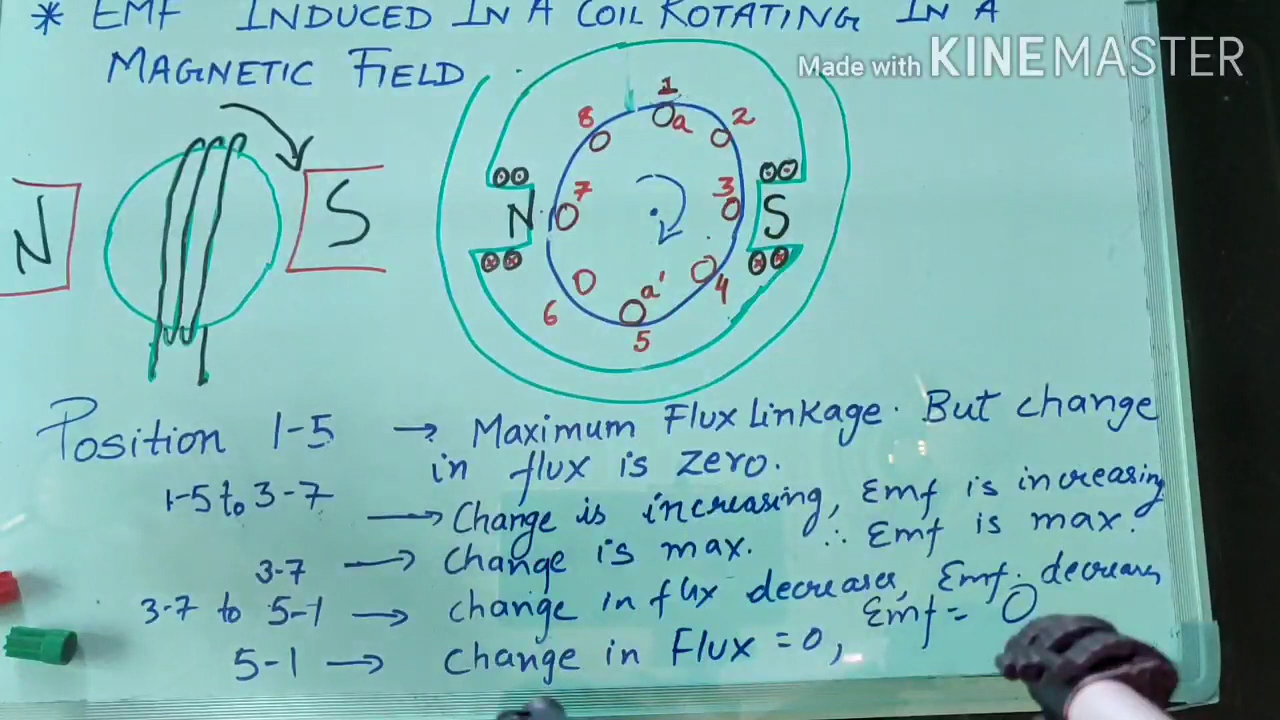 * EMF INDUCED IN A COIL ROTATING IN A
MAGNETIC FIELD
Made with KINEMASTER
N S
1
a
8 2
7 3
N S
6 a' 4
5
Position 1-5 → Maximum Flux Linkage. But change
in flux is zero.
1-5 to 3-7 → Change is increasing, Emf is increasing
3-7 → Change is max. ∴ Emf is max.
3-7 to 5-1 → change in flux decreases, Emf. decreases
5-1 → Change in Flux = 0, Emf = 0